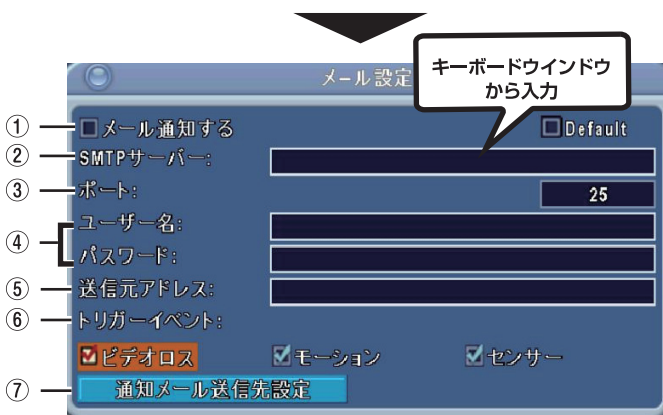 メール設定
キーボードウインドウ
から入力
① メール通知する Default
② SMTPサーバー:
③ ポート: 25
④ ユーザー名:
パスワード:
⑤ 送信元アドレス:
⑥ トリガーイベント:
ビデオロス モーション センサー
⑦ 通知メール送信先設定